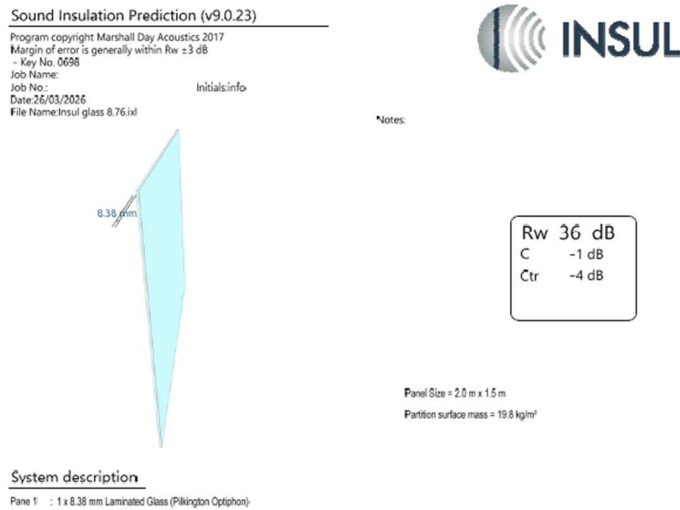 Sound Insulation Prediction (v9.0.23)
Program copyright Marshall Day Acoustics 2017
Margin of error is generally within Rw ±3 dB
- Key No. 0698
Job Name:
Job No.: Initials:info
Date:26/03/2026
File Name:Insul glass 8.76.ixl
INSUL
Notes:
8.38 mm
Rw 36 dB
C -1 dB
Ctr -4 dB
Panel Size = 2.0 m x 1.5 m
Partition surface mass = 19.8 kg/m²
System description
Pane 1 : 1 x 8.38 mm Laminated Glass (Pilkington Optiphon)